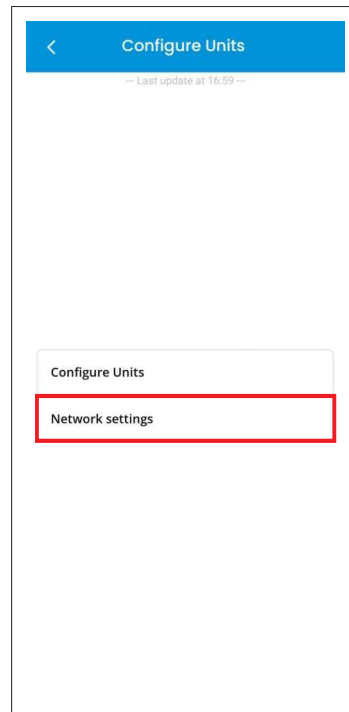 Configure Units
— Last update at 16:59 —
Configure Units
Network settings